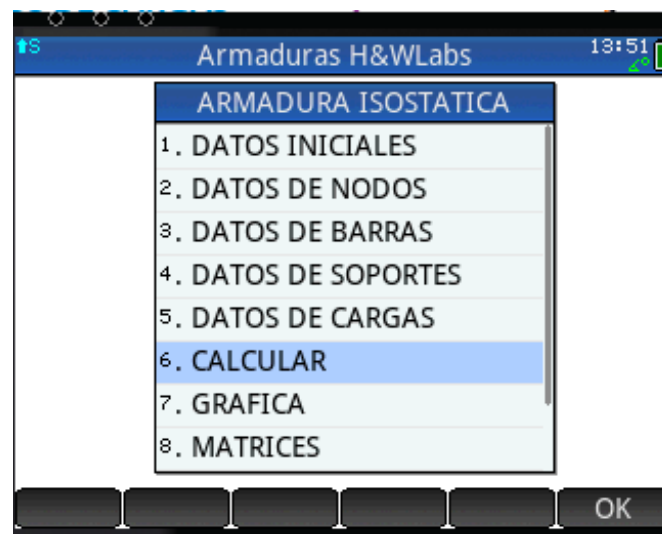 S
Armaduras H&WLabs
13:51
ARMADURA ISOSTATICA
1. DATOS INICIALES
2. DATOS DE NODOS
3. DATOS DE BARRAS
4. DATOS DE SOPORTES
5. DATOS DE CARGAS
6. CALCULAR
7. GRAFICA
8. MATRICES
OK